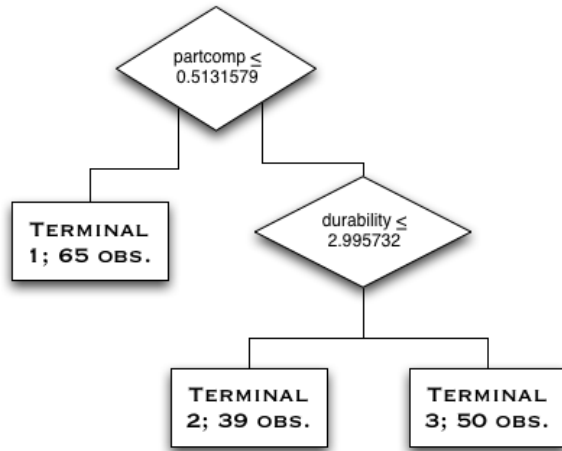 partcomp ≤
0.5131579
TERMINAL
1; 65 OBS.
durability ≤
2.995732
TERMINAL
2; 39 OBS.
TERMINAL
3; 50 OBS.